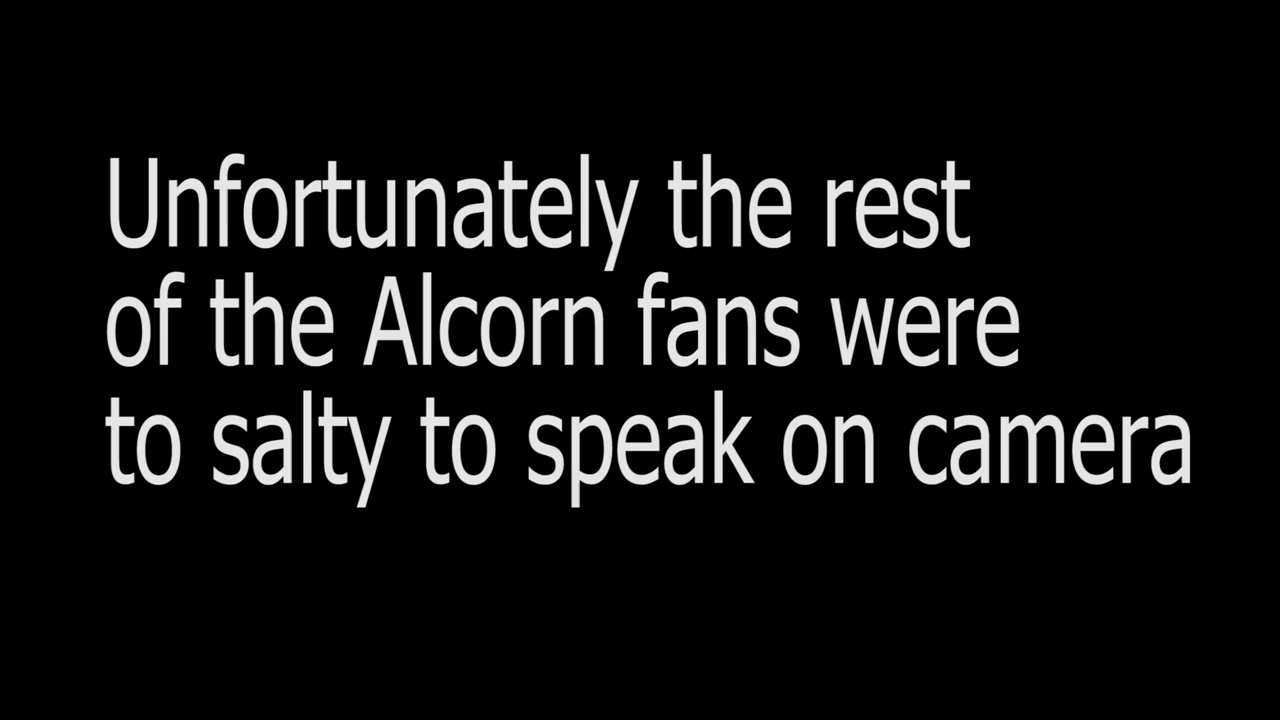 Unfortunately the rest
of the Alcorn fans were
to salty to speak on camera